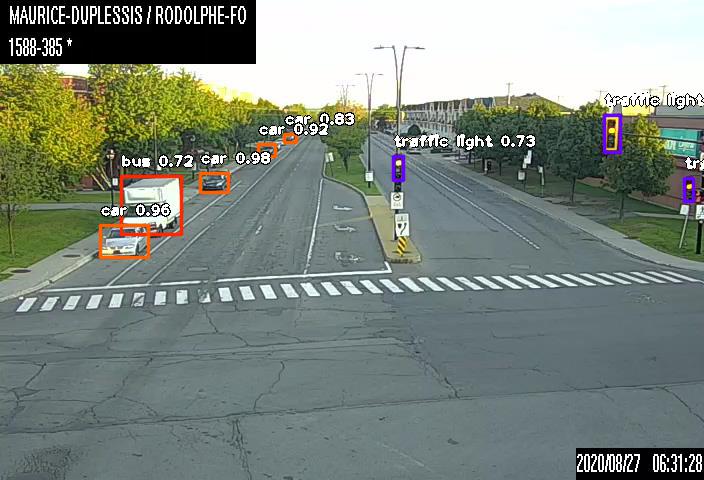 MAURICE-DUPLESSIS / RODOLPHE-FO
1588-385 *
traffic light
car 0.83
car 0.92
traffic light 0.73
bus 0.72
car 0.98
car 0.96
2020/08/27 06:31:28